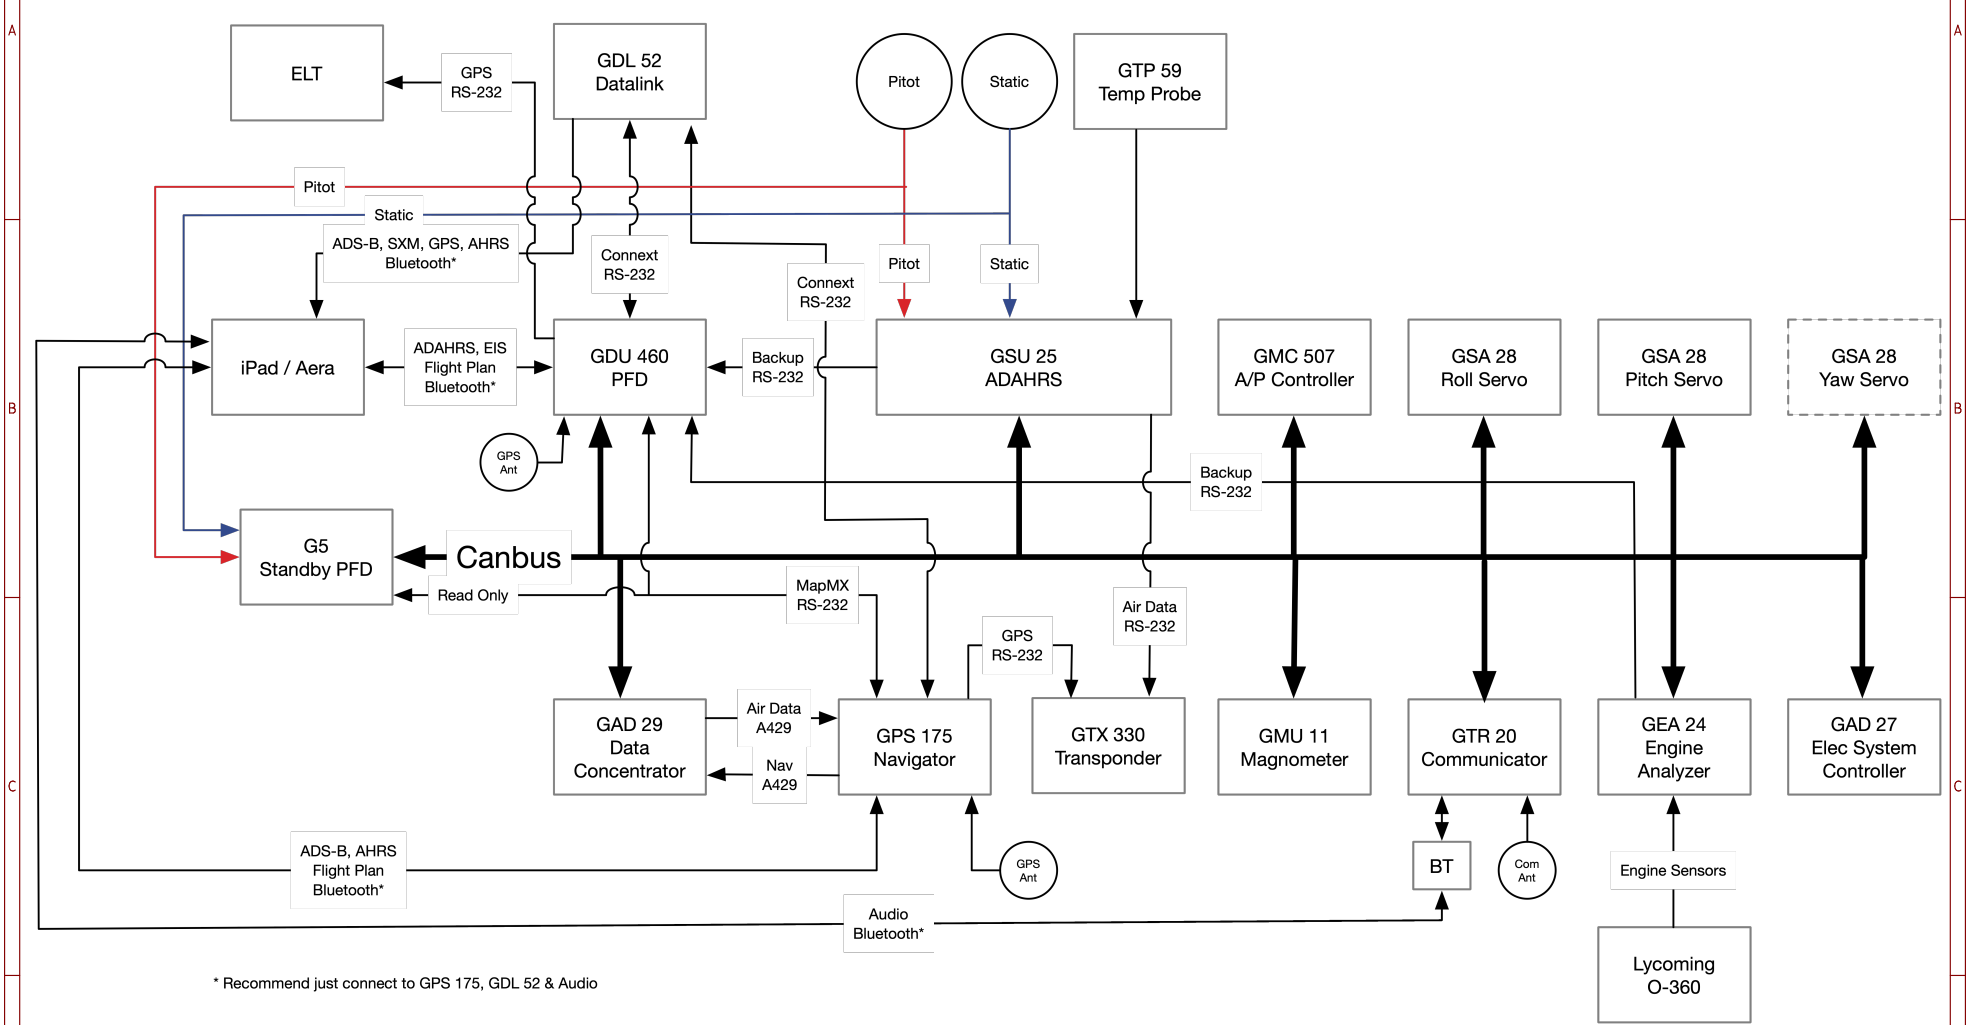 A
A
ELT
GPS
RS-232
GDL 52
Datalink
Pitot
Static
GTP 59
Temp Probe
Pitot
Static
ADS-B, SXM, GPS, AHRS
Bluetooth*
Connext
RS-232
Connext
RS-232
Pitot
Static
iPad / Aera
ADAHRS, EIS
Flight Plan
Bluetooth*
GDU 460
PFD
Backup
RS-232
GSU 25
ADAHRS
GMC 507
A/P Controller
GSA 28
Roll Servo
GSA 28
Pitch Servo
GSA 28
Yaw Servo
B
B
GPS
Ant
Backup
RS-232
G5
Standby PFD
Canbus
Read Only
MapMX
RS-232
GPS
RS-232
Air Data
RS-232
GAD 29
Data
Concentrator
Air Data
A429
Nav
A429
GPS 175
Navigator
GTX 330
Transponder
GMU 11
Magnometer
GTR 20
Communicator
GEA 24
Engine
Analyzer
GAD 27
Elec System
Controller
C
C
ADS-B, AHRS
Flight Plan
Bluetooth*
GPS
Ant
BT
Com
Ant
Engine Sensors
Audio
Bluetooth*
Lycoming
O-360
* Recommend just connect to GPS 175, GDL 52 & Audio